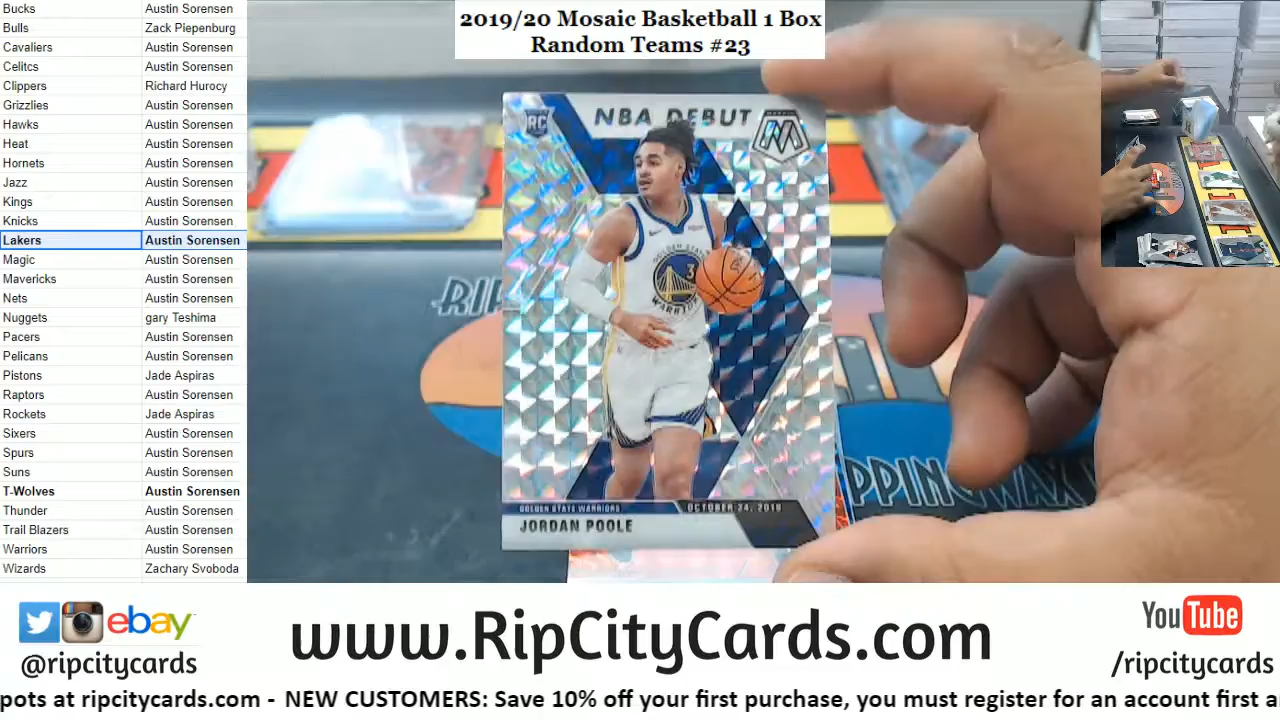 Bucks Austin Sorensen
Bulls Zack Piepenburg
Cavaliers Austin Sorensen
Celitcs Austin Sorensen
Clippers Richard Hurocy
Grizzlies Austin Sorensen
Hawks Austin Sorensen
Heat Austin Sorensen
Hornets Austin Sorensen
Jazz Austin Sorensen
Kings Austin Sorensen
Knicks Austin Sorensen
Lakers Austin Sorensen
Magic Austin Sorensen
Mavericks Austin Sorensen
Nets Austin Sorensen
Nuggets gary Teshima
Pacers Austin Sorensen
Pelicans Austin Sorensen
Pistons Jade Aspiras
Raptors Austin Sorensen
Rockets Jade Aspiras
Sixers Austin Sorensen
Spurs Austin Sorensen
Suns Austin Sorensen
T-Wolves Austin Sorensen
Thunder Austin Sorensen
Trail Blazers Austin Sorensen
Warriors Austin Sorensen
Wizards Zachary Svoboda
2019/20 Mosaic Basketball 1 Box
Random Teams #23
NBA DEBUT
RC
3
WARRIORS
GOLDEN STATE WARRIORS
OCTOBER 24, 2019
JORDAN POOLE
RIP
PPINGWAX
ebay
@ripcitycards
www.RipCityCards.com
YouTube
/ripcitycards
pots at ripcitycards.com - NEW CUSTOMERS: Save 10% off your first purchase, you must register for an account first a